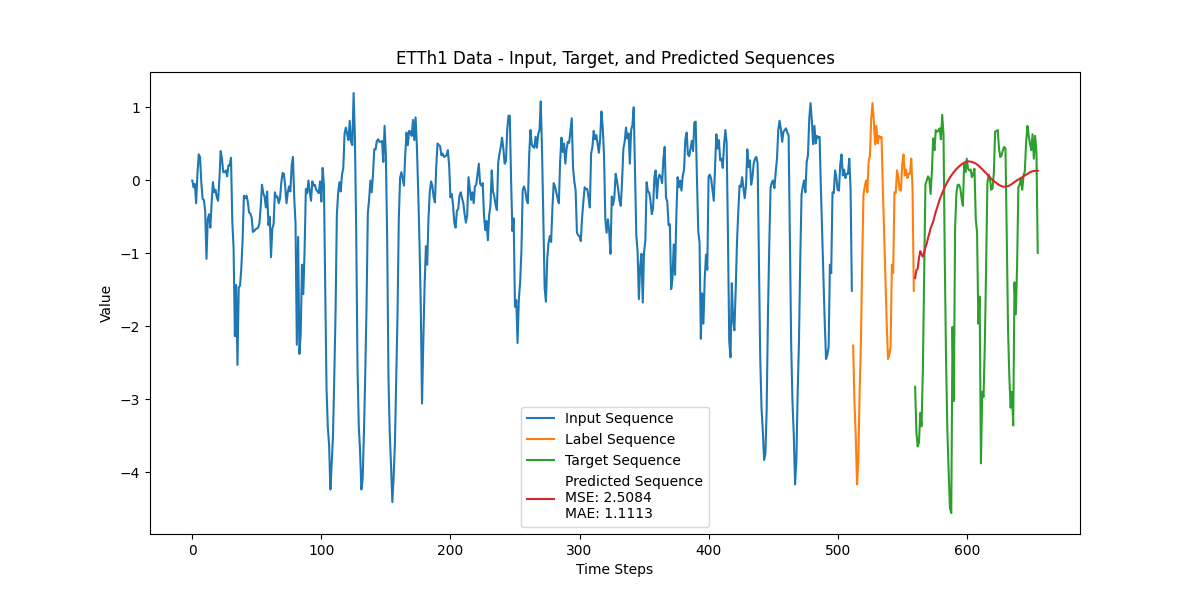 ETTh1 Data - Input, Target, and Predicted Sequences
Value
1
0
−1
−2
−3
−4
Input Sequence
Label Sequence
Target Sequence
Predicted Sequence
MSE: 2.5084
MAE: 1.1113
0 100 200 300 400 500 600
Time Steps